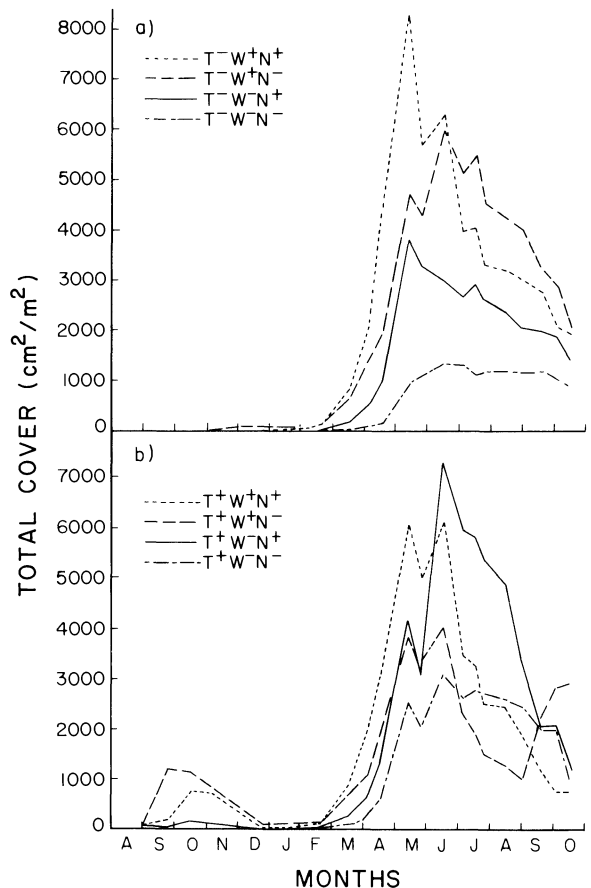 a)
8000
7000
6000
5000
4000
3000
2000
1000
0
T⁻W⁺N⁺
T⁻W⁺N⁻
T⁻W⁻N⁺
T⁻W⁻N⁻
TOTAL COVER (cm²/m²)
b)
7000
6000
5000
4000
3000
2000
1000
0
T⁺W⁺N⁺
T⁺W⁺N⁻
T⁺W⁻N⁺
T⁺W⁻N⁻
A S O N D J F M A M J J A S O
MONTHS